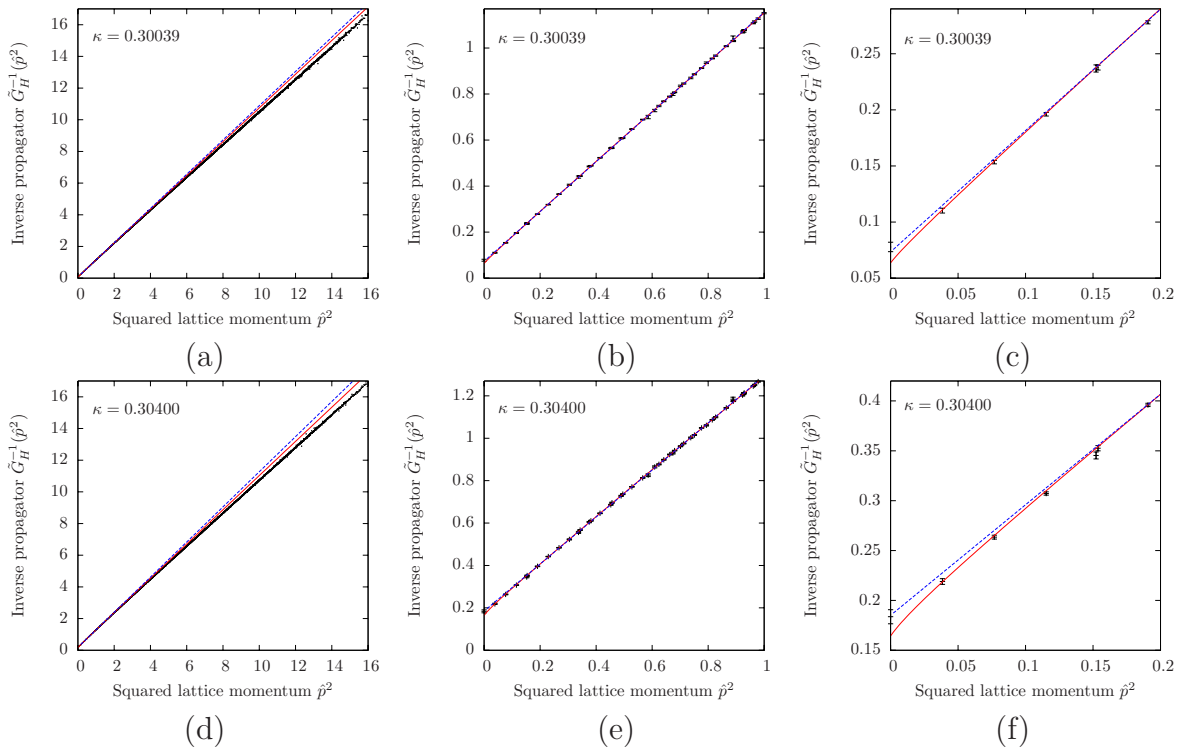 Inverse propagator G̃_H^{-1}(p̂²)
κ = 0.30039
16
14
12
10
8
6
4
2
0
0 2 4 6 8 10 12 14 16
Squared lattice momentum p̂²
(a)
Inverse propagator G̃_H^{-1}(p̂²)
κ = 0.30039
1
0.8
0.6
0.4
0.2
0
0 0.2 0.4 0.6 0.8 1
Squared lattice momentum p̂²
(b)
Inverse propagator G̃_H^{-1}(p̂²)
κ = 0.30039
0.25
0.2
0.15
0.1
0.05
0 0.05 0.1 0.15 0.2
Squared lattice momentum p̂²
(c)
Inverse propagator G̃_H^{-1}(p̂²)
κ = 0.30400
16
14
12
10
8
6
4
2
0
0 2 4 6 8 10 12 14 16
Squared lattice momentum p̂²
(d)
Inverse propagator G̃_H^{-1}(p̂²)
κ = 0.30400
1.2
1
0.8
0.6
0.4
0.2
0
0 0.2 0.4 0.6 0.8 1
Squared lattice momentum p̂²
(e)
Inverse propagator G̃_H^{-1}(p̂²)
κ = 0.30400
0.4
0.35
0.3
0.25
0.2
0.15
0 0.05 0.1 0.15 0.2
Squared lattice momentum p̂²
(f)